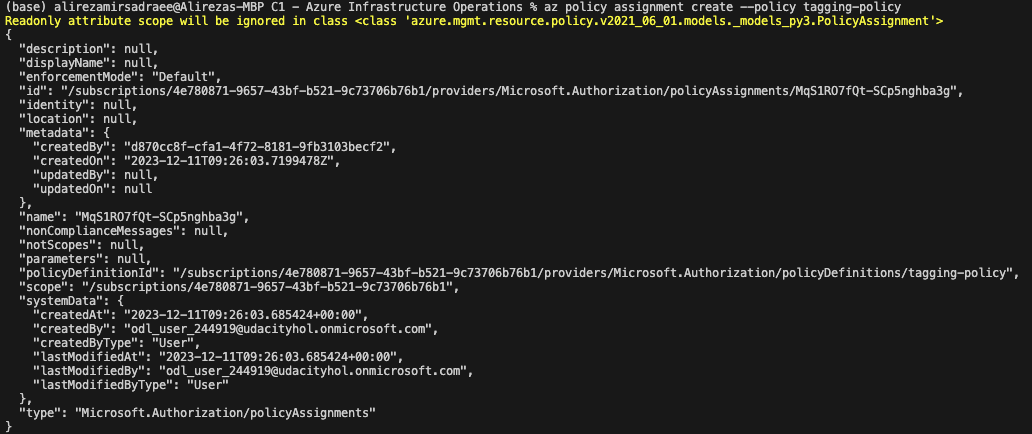 (base) alirezamirsadraee@Alirezas-MBP C1 - Azure Infrastructure Operations % az policy assignment create --policy tagging-policy
Readonly attribute scope will be ignored in class <class 'azure.mgmt.resource.policy.v2021_06_01.models._models_py3.PolicyAssignment'>
{
  "description": null,
  "displayName": null,
  "enforcementMode": "Default",
  "id": "/subscriptions/4e780871-9657-43bf-b521-9c73706b76b1/providers/Microsoft.Authorization/policyAssignments/MqS1RO7fQt-SCp5nghba3g",
  "identity": null,
  "location": null,
  "metadata": {
    "createdBy": "d870cc8f-cfa1-4f72-8181-9fb3103becf2",
    "createdOn": "2023-12-11T09:26:03.7199478Z",
    "updatedBy": null,
    "updatedOn": null
  },
  "name": "MqS1RO7fQt-SCp5nghba3g",
  "nonComplianceMessages": null,
  "notScopes": null,
  "parameters": null,
  "policyDefinitionId": "/subscriptions/4e780871-9657-43bf-b521-9c73706b76b1/providers/Microsoft.Authorization/policyDefinitions/tagging-policy",
  "scope": "/subscriptions/4e780871-9657-43bf-b521-9c73706b76b1",
  "systemData": {
    "createdAt": "2023-12-11T09:26:03.685424+00:00",
    "createdBy": "odl_user_244919@udacityhol.onmicrosoft.com",
    "createdByType": "User",
    "lastModifiedAt": "2023-12-11T09:26:03.685424+00:00",
    "lastModifiedBy": "odl_user_244919@udacityhol.onmicrosoft.com",
    "lastModifiedByType": "User"
  },
  "type": "Microsoft.Authorization/policyAssignments"
}